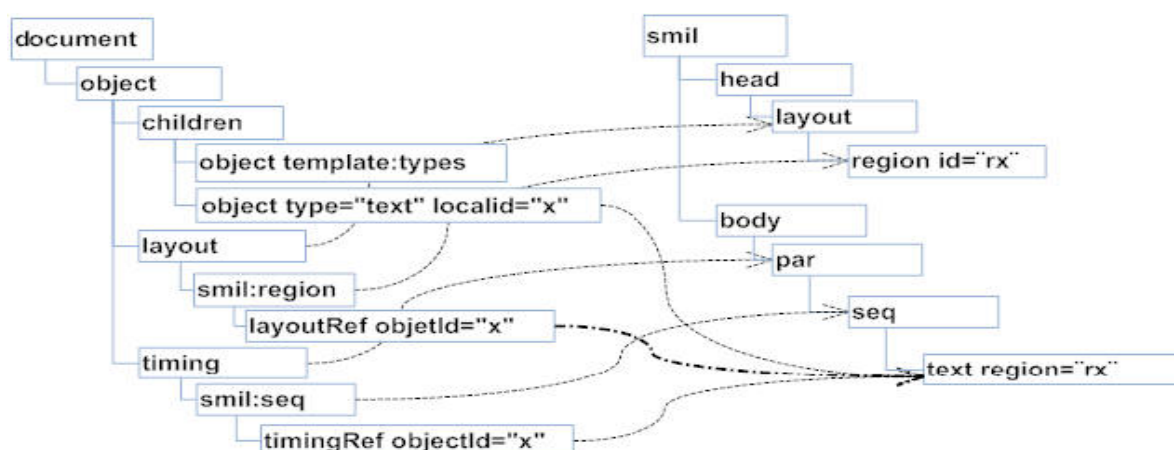 document
object
children
object template:types
object type="text" localid="x"
layout
smil:region
layoutRef objetId="x"
timing
smil:seq
timingRef objectId="x"
smil
head
layout
region id=¨rx¨
body
par
seq
text region=¨rx¨